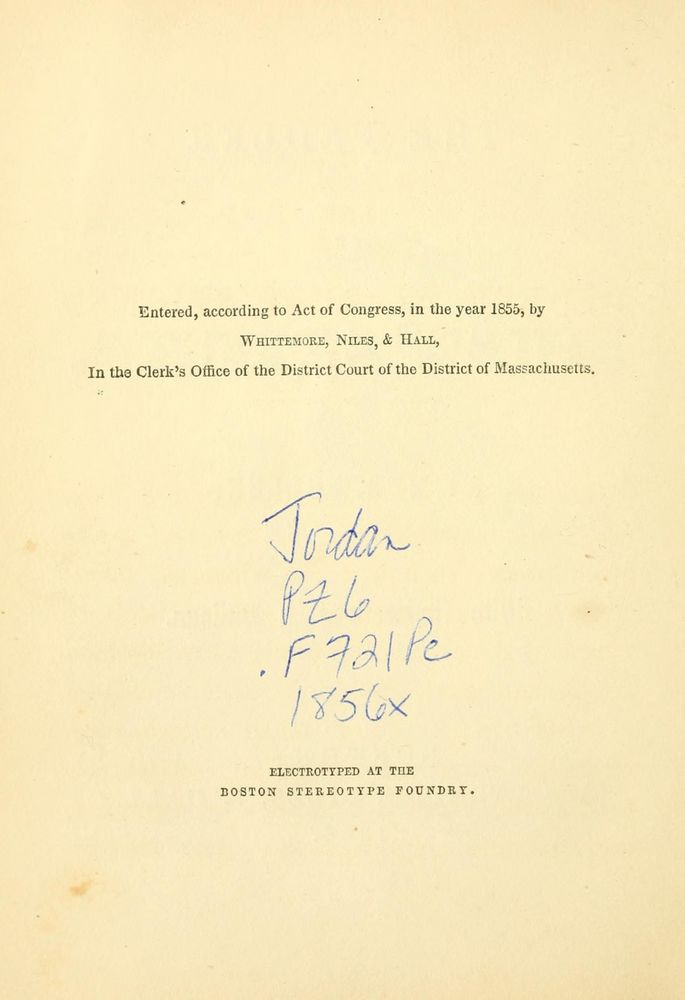 Entered, according to Act of Congress, in the year 1855, by
WHITTEMORE, NILES, & HALL,
In the Clerk's Office of the District Court of the District of Massachusetts.
Jordan
PZ6
.F721Pe
1856x
ELECTROTYPED AT THE
BOSTON STEREOTYPE FOUNDRY.